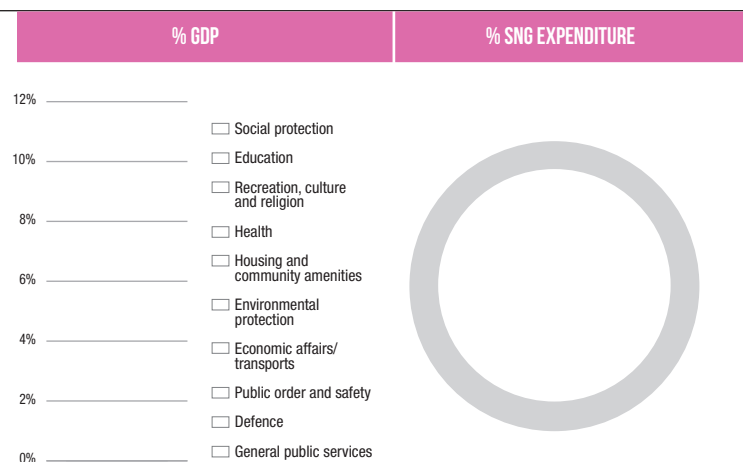 % GDP
% SNG EXPENDITURE
12%
10%
8%
6%
4%
2%
0%
Social protection
Education
Recreation, culture
and religion
Health
Housing and
community amenities
Environmental
protection
Economic affairs/
transports
Public order and safety
Defence
General public services